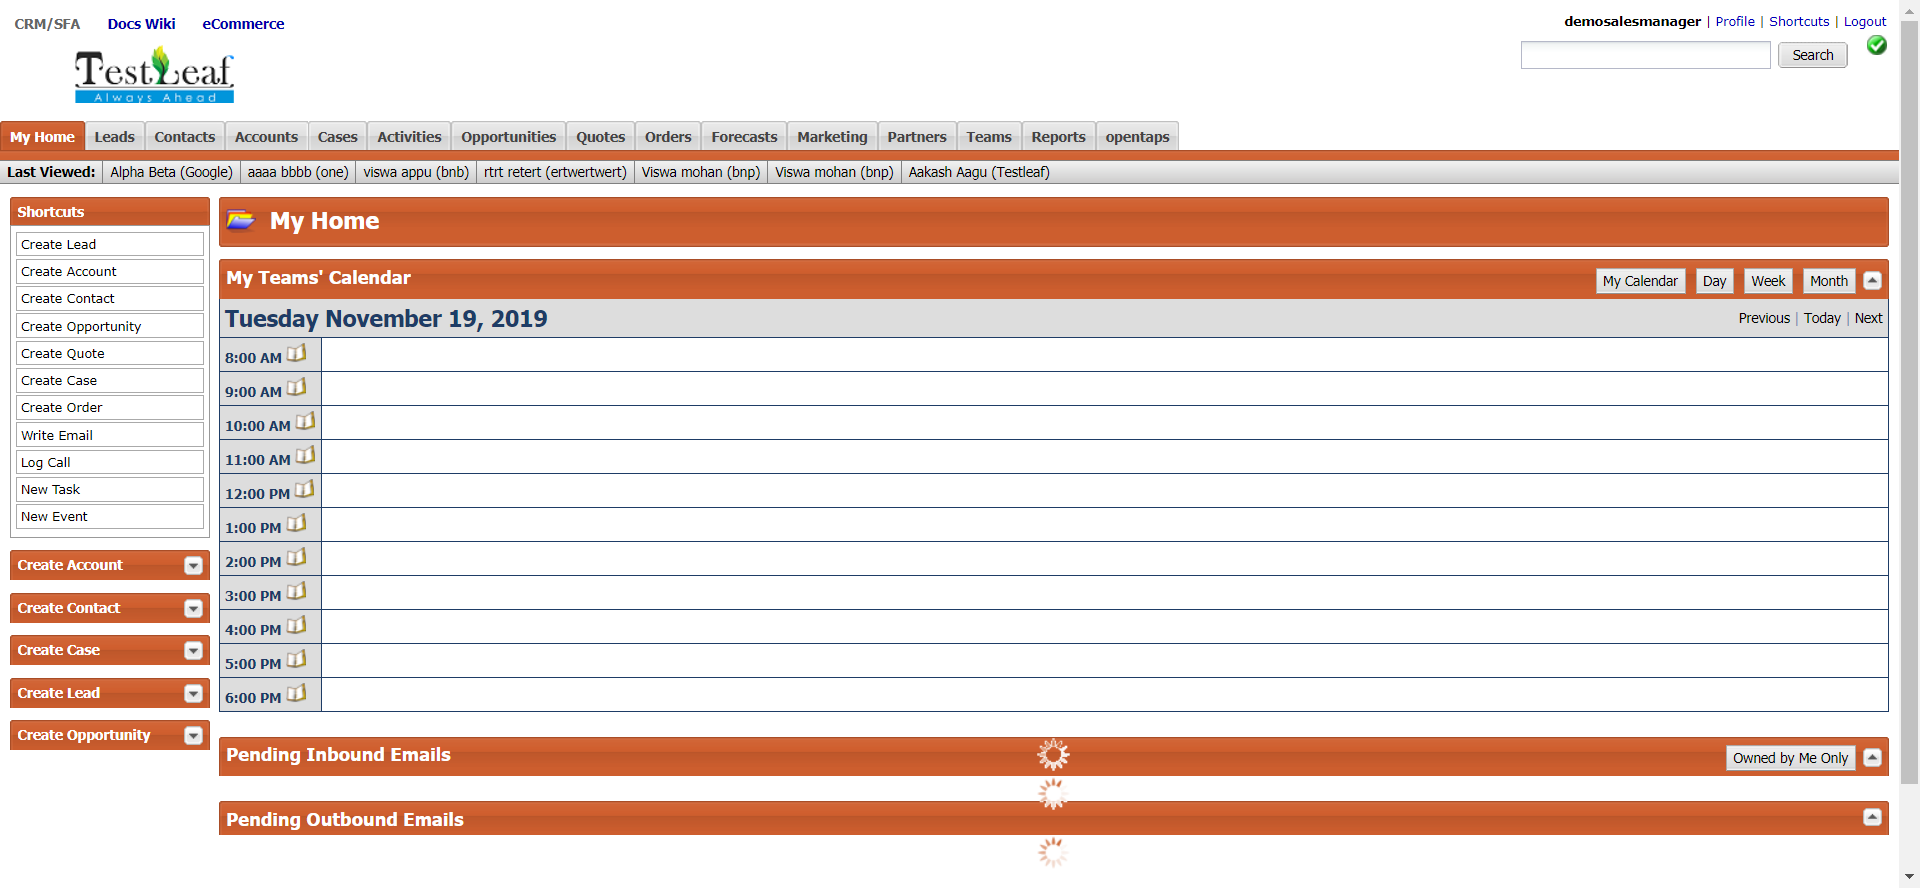 CRM/SFA Docs Wiki eCommerce
demosalesmanager | Profile | Shortcuts | Logout
Search
TestLeaf
Always Ahead
My Home Leads Contacts Accounts Cases Activities Opportunities Quotes Orders Forecasts Marketing Partners Teams Reports opentaps
Last Viewed: Alpha Beta (Google) aaaa bbbb (one) viswa appu (bnb) rtrt retert (ertwertwert) Viswa mohan (bnp) Viswa mohan (bnp) Aakash Aagu (Testleaf)
Shortcuts
Create Lead
Create Account
Create Contact
Create Opportunity
Create Quote
Create Case
Create Order
Write Email
Log Call
New Task
New Event
Create Account
Create Contact
Create Case
Create Lead
Create Opportunity
My Home
My Teams' Calendar
My Calendar Day Week Month
Tuesday November 19, 2019
Previous | Today | Next
8:00 AM
9:00 AM
10:00 AM
11:00 AM
12:00 PM
1:00 PM
2:00 PM
3:00 PM
4:00 PM
5:00 PM
6:00 PM
Pending Inbound Emails
Owned by Me Only
Pending Outbound Emails